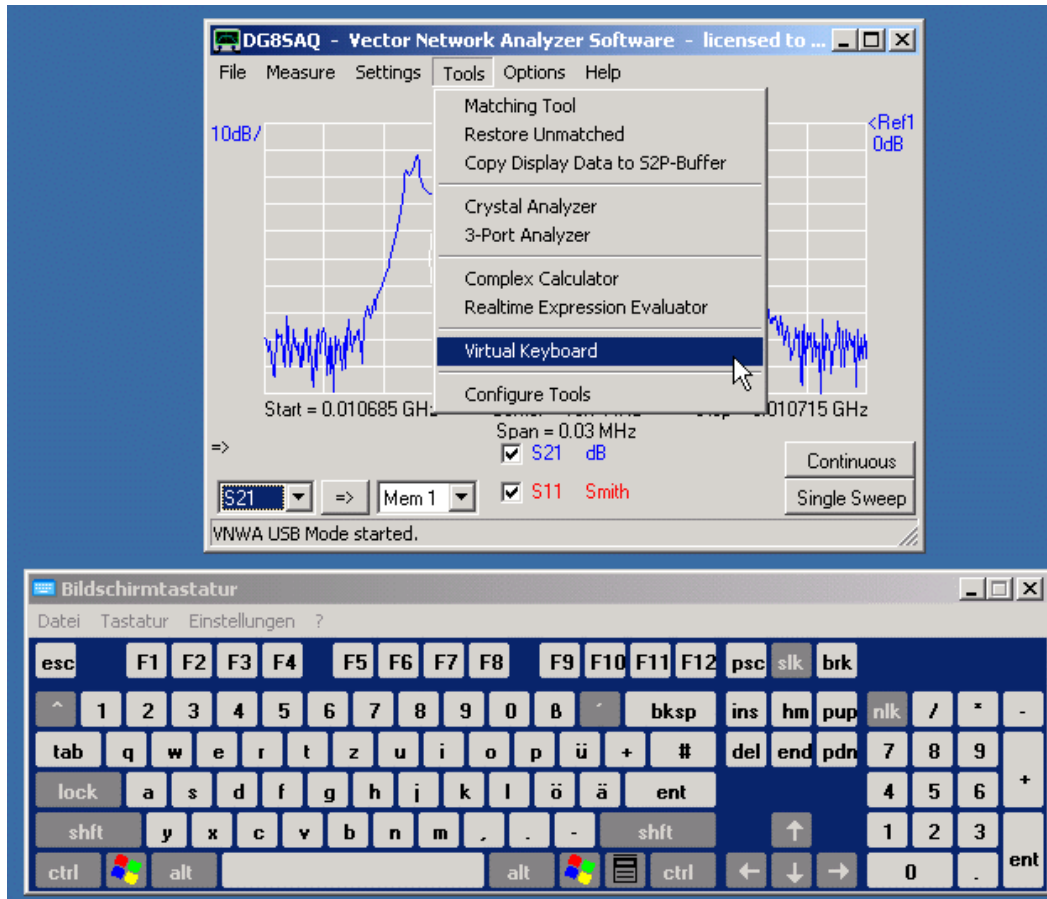 DG8SAQ - Vector Network Analyzer Software - licensed to ...
File Measure Settings Tools Options Help
Matching Tool
Restore Unmatched
Copy Display Data to S2P-Buffer
Crystal Analyzer
3-Port Analyzer
Complex Calculator
Realtime Expression Evaluator
Virtual Keyboard
Configure Tools
10dB/
<Ref1
0dB
Start = 0.010685 GHz
010715 GHz
Span = 0.03 MHz
=>
S21 dB
Continuous
S21 => Mem 1
S11 Smith
Single Sweep
VNWA USB Mode started.
Bildschirmtastatur
Datei Tastatur Einstellungen ?
esc F1 F2 F3 F4 F5 F6 F7 F8 F9 F10 F11 F12 psc slk brk
^ 1 2 3 4 5 6 7 8 9 0 ß ´ bksp ins hm pup nlk / * -
tab q w e r t z u i o p ü + # del end pdn 7 8 9 +
lock a s d f g h j k l ö ä ent 4 5 6
shft y x c v b n m , . - shft ↑ 1 2 3 ent
ctrl alt alt ctrl ← ↓ → 0 .